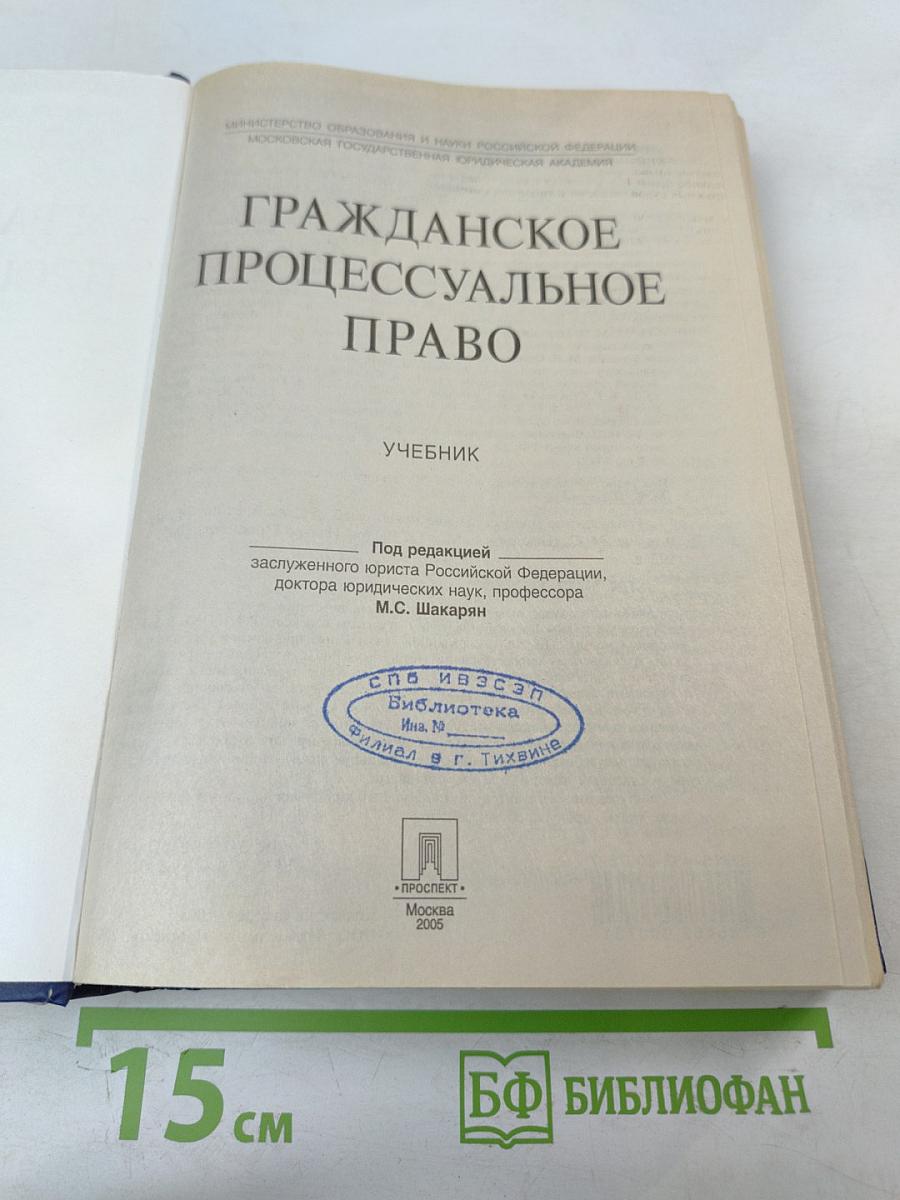 МИНИСТЕРСТВО ОБРАЗОВАНИЯ И НАУКИ РОССИЙСКОЙ ФЕДЕРАЦИИ
МОСКОВСКАЯ ГОСУДАРСТВЕННАЯ ЮРИДИЧЕСКАЯ АКАДЕМИЯ
ГРАЖДАНСКОЕ
ПРОЦЕССУАЛЬНОЕ
ПРАВО
УЧЕБНИК
Под редакцией
заслуженного юриста Российской Федерации,
доктора юридических наук, профессора
М.С. Шакарян
СПб ИВЭСЭП
Библиотека
Инв. №
Филиал в г. Тихвине
• ПРОСПЕКТ •
Москва
2005
15 см
БФ БИБЛИОФАН